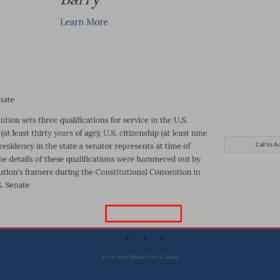 Barry
Learn More
nate
ution sets three qualifications for service in the U.S.
(at least thirty years of age); U.S. citizenship (at least nine
residency in the state a senator represents at time of
he details of these qualifications were hammered out by
ution's framers during the Constitutional Convention in
S. Senate
Call to Ac